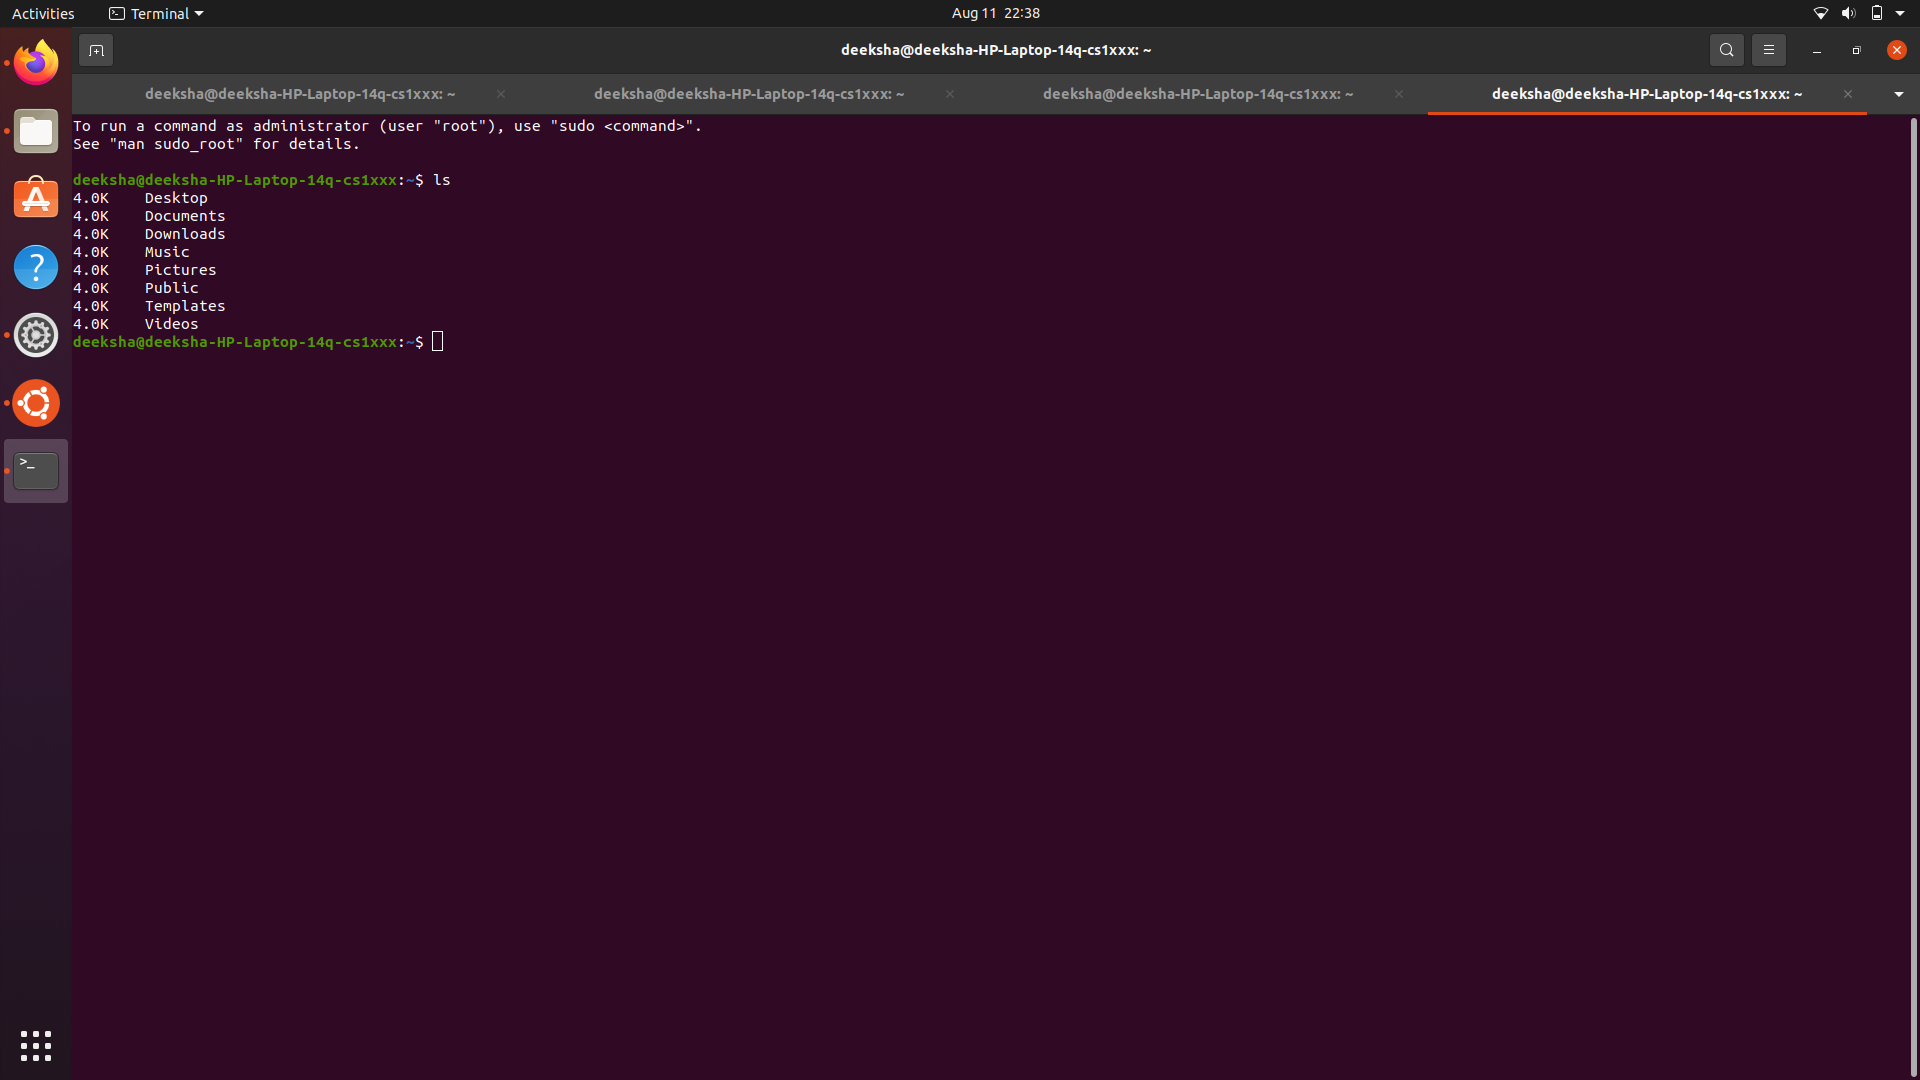 Activities Terminal Aug 11 22:38
deeksha@deeksha-HP-Laptop-14q-cs1xxx: ~
deeksha@deeksha-HP-Laptop-14q-cs1xxx: ~ deeksha@deeksha-HP-Laptop-14q-cs1xxx: ~ deeksha@deeksha-HP-Laptop-14q-cs1xxx: ~ deeksha@deeksha-HP-Laptop-14q-cs1xxx: ~
To run a command as administrator (user "root"), use "sudo <command>".
See "man sudo_root" for details.
deeksha@deeksha-HP-Laptop-14q-cs1xxx:~$ ls
4.0K Desktop
4.0K Documents
4.0K Downloads
4.0K Music
4.0K Pictures
4.0K Public
4.0K Templates
4.0K Videos
deeksha@deeksha-HP-Laptop-14q-cs1xxx:~$